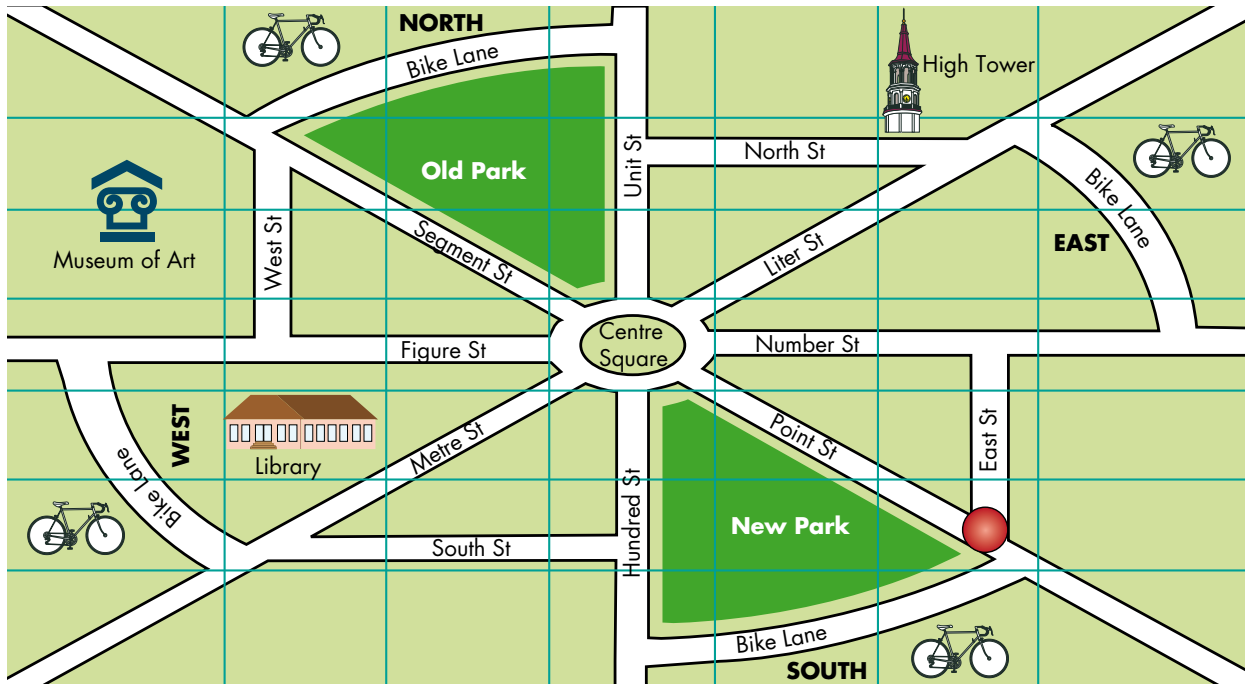 NORTH
Bike Lane
High Tower
Old Park
Unit St
North St
Bike Lane
Museum of Art
West St
Segment St
Liter St
EAST
Centre
Square
Figure St
Number St
WEST
Library
Metre St
Point St
East St
Bike Lane
Hundred St
New Park
South St
Bike Lane
SOUTH